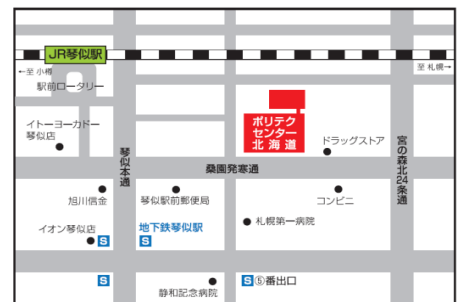 JR琴似駅
←至 小樽
至 札幌→
駅前ロータリー
イトーヨーカドー
琴似店
琴似本通
ポリテク
センター
北海道
ドラッグストア
宮の森北24条通
桑園発寒通
旭川信金
琴似駅前郵便局
コンビニ
イオン琴似店
地下鉄琴似駅
札幌第一病院
S
S
S
静和記念病院
S⑤番出口